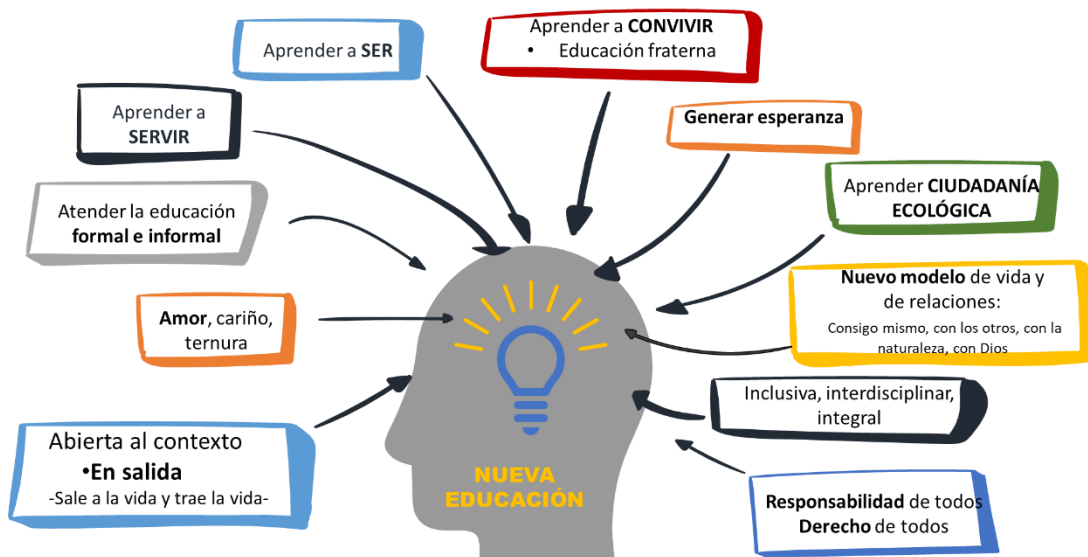 Aprender a SER
Aprender a CONVIVIR
• Educación fraterna
Aprender a
SERVIR
Generar esperanza
Atender la educación
formal e informal
Aprender CIUDADANÍA
ECOLÓGICA
Amor, cariño,
ternura
Nuevo modelo de vida y
de relaciones:
Consigo mismo, con los otros, con la
naturaleza, con Dios
Inclusiva, interdisciplinar,
integral
Abierta al contexto
•En salida
-Sale a la vida y trae la vida-
NUEVA
EDUCACIÓN
Responsabilidad de todos
Derecho de todos